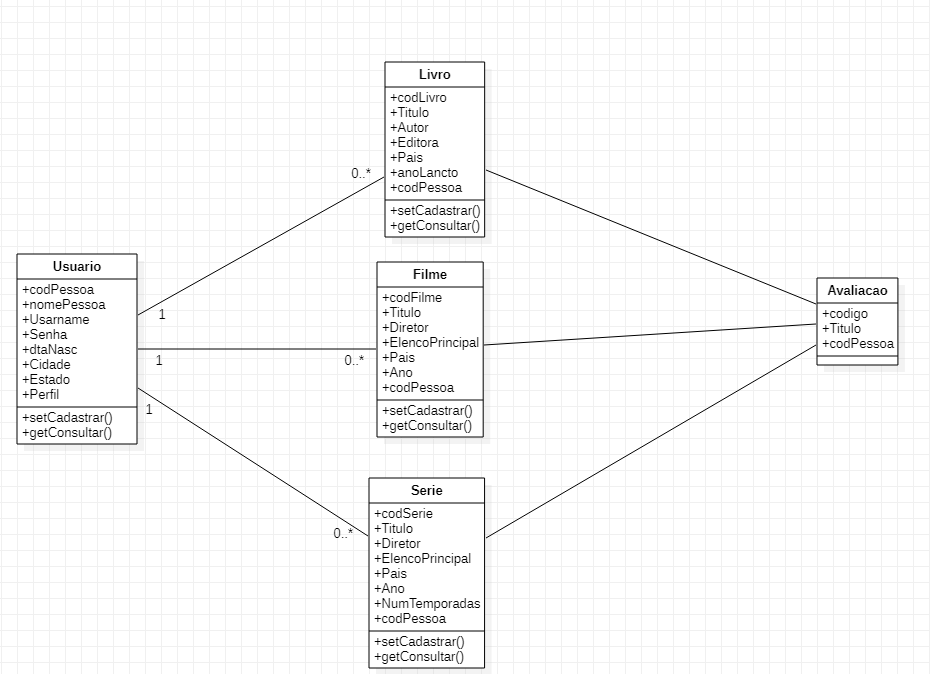 Livro
+codLivro
+Titulo
+Autor
+Editora
+Pais
+anoLancto
+codPessoa
+setCadastrar()
+getConsultar()
0..*
Usuario
+codPessoa
+nomePessoa
+Usarname
+Senha
+dtaNasc
+Cidade
+Estado
+Perfil
+setCadastrar()
+getConsultar()
1
1
1
Filme
+codFilme
+Titulo
+Diretor
+ElencoPrincipal
+Pais
+Ano
+codPessoa
+setCadastrar()
+getConsultar()
0..*
Avaliacao
+codigo
+Titulo
+codPessoa
Serie
+codSerie
+Titulo
+Diretor
+ElencoPrincipal
+Pais
+Ano
+NumTemporadas
+codPessoa
+setCadastrar()
+getConsultar()
0..*